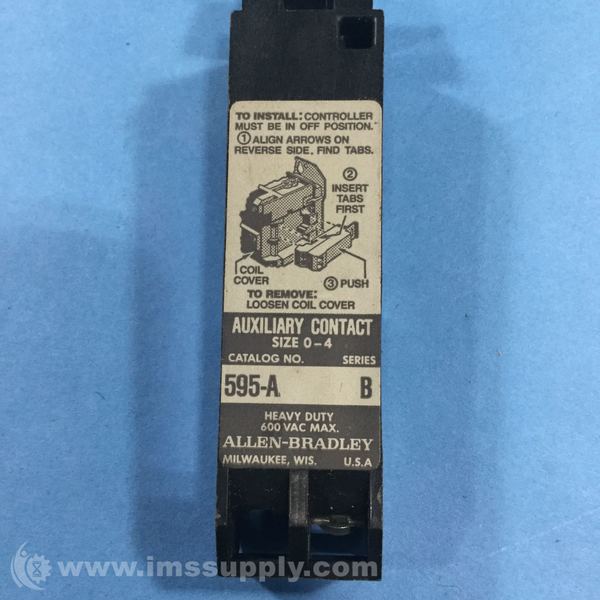 TO INSTALL: CONTROLLER
MUST BE IN OFF POSITION.
① ALIGN ARROWS ON
REVERSE SIDE. FIND TABS.
②
INSERT
TABS
FIRST
COIL
COVER
③ PUSH
TO REMOVE:
LOOSEN COIL COVER
AUXILIARY CONTACT
SIZE 0-4
CATALOG NO. SERIES
595-A B
HEAVY DUTY
600 VAC MAX.
ALLEN-BRADLEY
MILWAUKEE, WIS. U.S.A
www.imssupply.com/